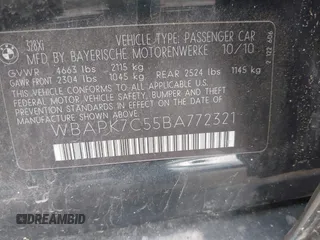 328XI VEHICLE TYPE: PASSENGER CAR
MFD BY BAYERISCHE MOTORENWERKE 10/10
GVWR 4663 lbs 2115 kg
GAWR FRONT 2304 lbs 1045 kg REAR 2524 lbs 1145 kg
THIS VEHICLE CONFORMS TO ALL APPLICABLE
U.S. FEDERAL MOTOR VEHICLE
SAFETY, BUMPER AND THEFT
PREVENTION STANDARDS IN EFFECT ON
THE DATE OF MANUFACTURE SHOWN ABOVE.
WBAPK7C55BA772321
DREAMBID